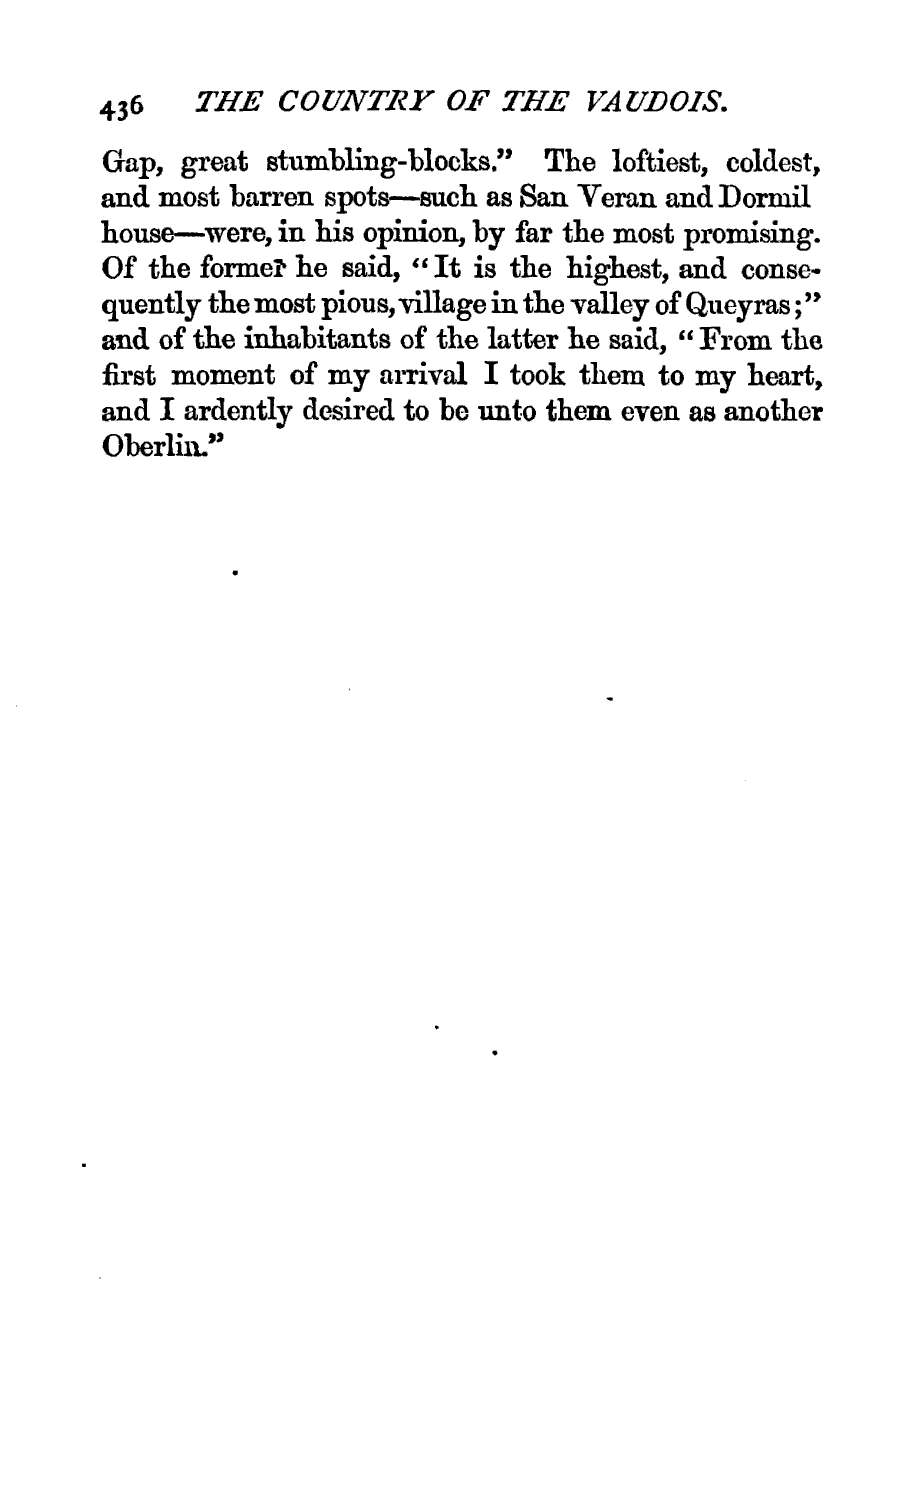 436 THE COUNTRY OF THE VAUDOIS.
Gap, great stumbling-blocks." The loftiest, coldest,
and most barren spots—such as San Veran and Dormil
house—were, in his opinion, by far the most promising.
Of the former he said, "It is the highest, and conse-
quently the most pious, village in the valley of Queyras;"
and of the inhabitants of the latter he said, "From the
first moment of my arrival I took them to my heart,
and I ardently desired to be unto them even as another
Oberlin."